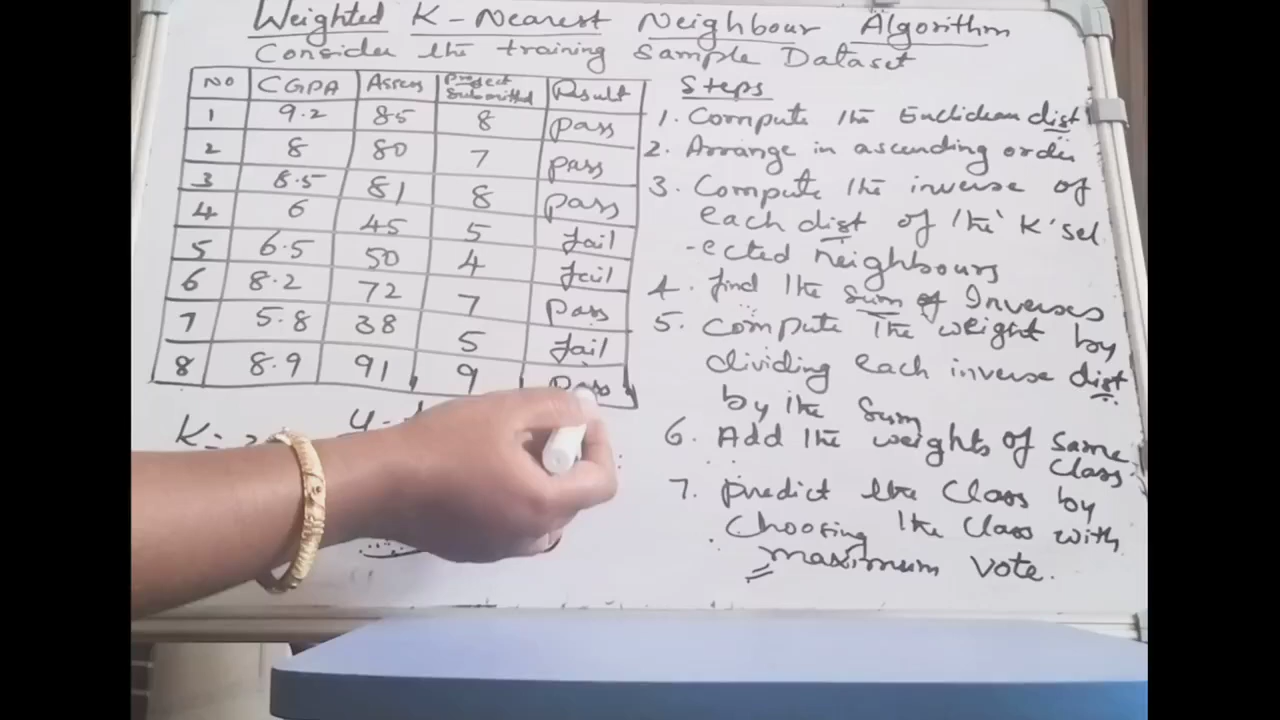 Weighted K-Nearest Neighbour Algorithm
Consider the training Sample Dataset
NO CGPA Assess Project Submitted Result
1 9.2 85 8 pass
2 8 80 7 pass
3 8.5 81 8 pass
4 6 45 5 fail
5 6.5 50 4 fail
6 8.2 72 7 pass
7 5.8 38 5 fail
8 8.9 91 9 pass
K =
Steps
1. Compute the Euclidean dist
2. Arrange in ascending order
3. Compute the inverse of
each dist of the 'K' sel
-ected neighbours
4. find the sum of Inverses
5. Compute the weight by
dividing each inverse dist
by the sum
6. Add the weights of same
class
7. predict the class by
choosing the class with
maximum vote.